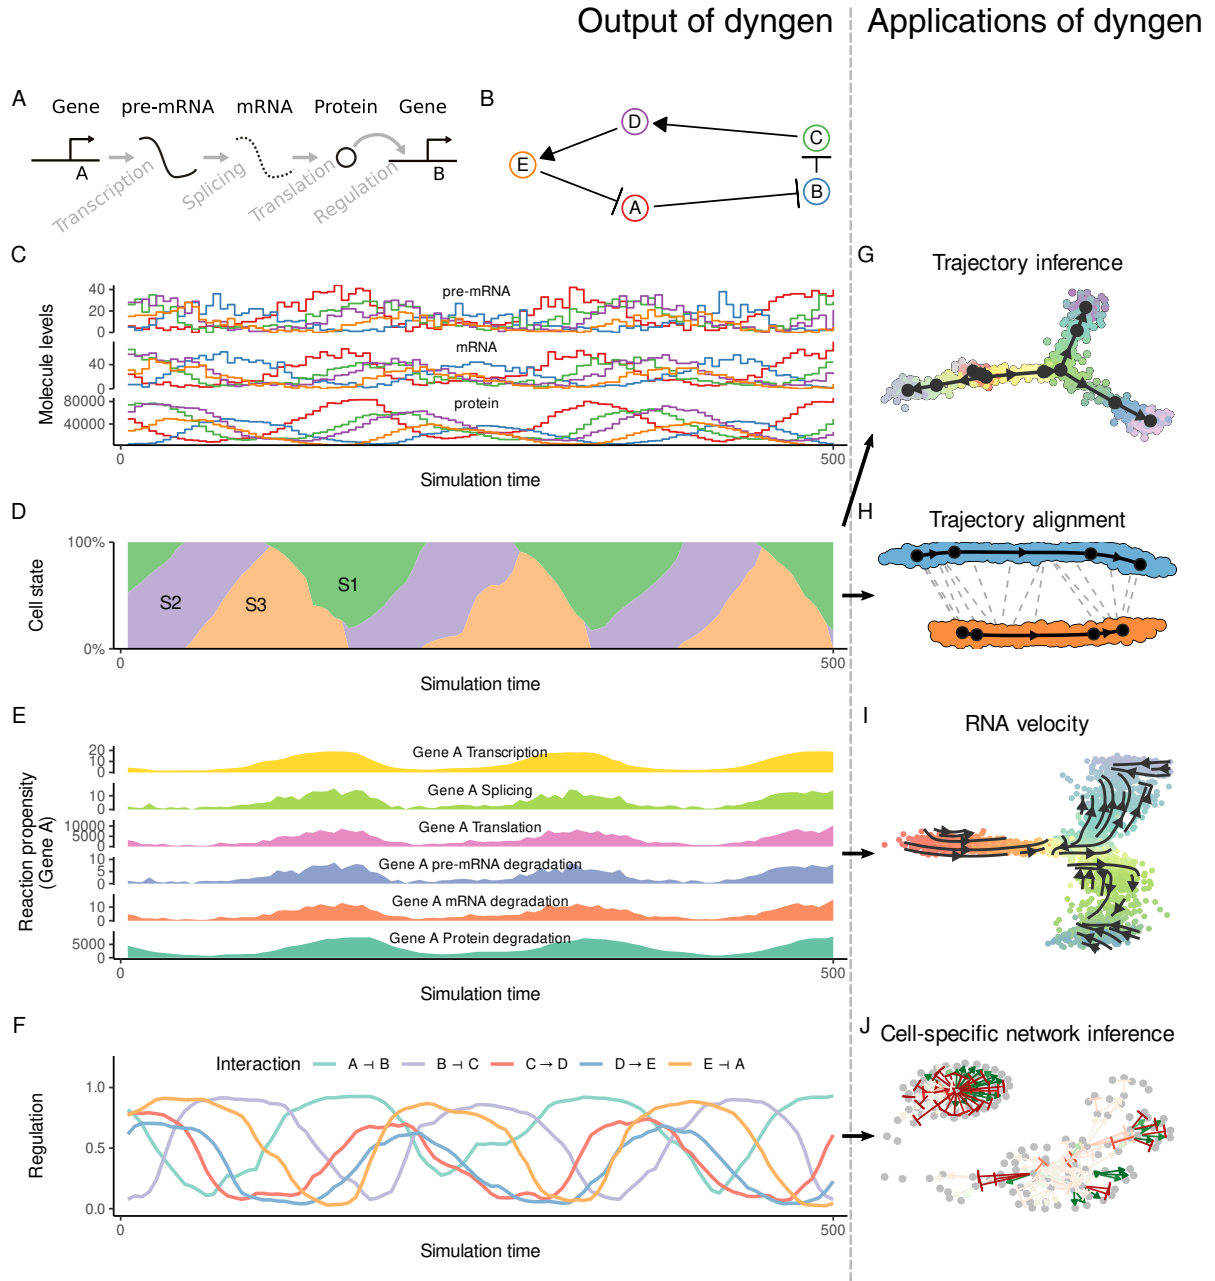 Output of dyngen
Applications of dyngen
A
Gene pre-mRNA mRNA Protein Gene
A
B
Transcription
Splicing
Translation
Regulation
B
D
C
E
B
A
C
Molecule levels
pre-mRNA
40
20
0
mRNA
40
0
protein
80000
40000
0
500
Simulation time
D
Cell state
100%
0%
S1
S2
S3
0
500
Simulation time
E
Reaction propensity
(Gene A)
Gene A Transcription
20
10
0
Gene A Splicing
10
0
Gene A Translation
10000
5000
0
Gene A pre-mRNA degradation
10
5
0
Gene A mRNA degradation
10
0
Gene A Protein degradation
5000
0
0
500
Simulation time
F
Interaction A ⊣ B B ⊣ C C → D D → E E ⊣ A
Regulation
1.0
0.5
0.0
0
500
Simulation time
G
Trajectory inference
H
Trajectory alignment
I
RNA velocity
J
Cell-specific network inference